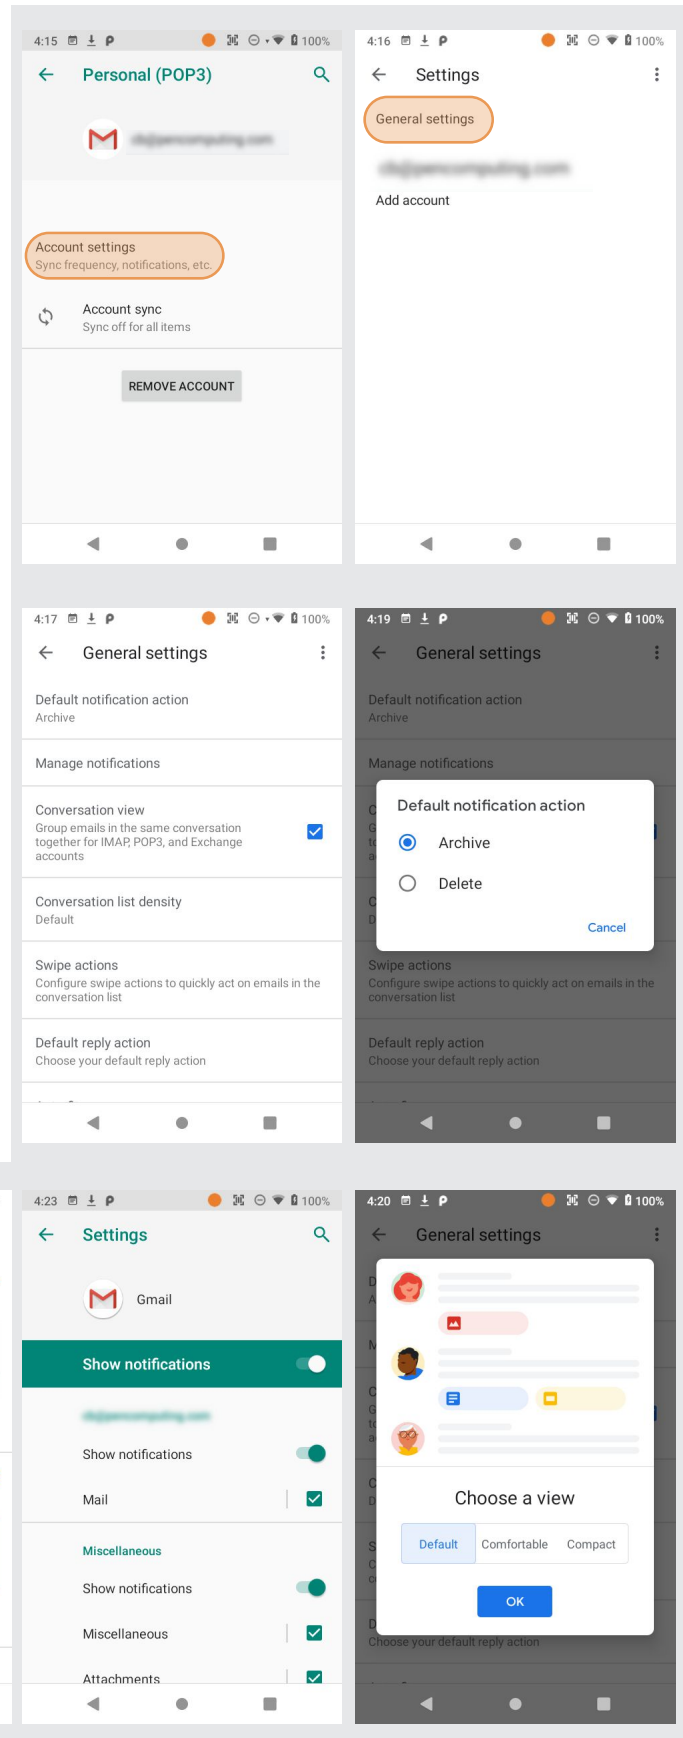 4:15 100%
Personal (POP3)
Account settings
Sync frequency, notifications, etc.
Account sync
Sync off for all items
REMOVE ACCOUNT
4:16 100%
Settings
General settings
Add account
4:17 100%
General settings
Default notification action
Archive
Manage notifications
Conversation view
Group emails in the same conversation
together for IMAP, POP3, and Exchange
accounts
Conversation list density
Default
Swipe actions
Configure swipe actions to quickly act on emails in the
conversation list
Default reply action
Choose your default reply action
4:19 100%
General settings
Default notification action
Archive
Manage notifications
Default notification action
Archive
Delete
Cancel
Swipe actions
Configure swipe actions to quickly act on emails in the
conversation list
Default reply action
Choose your default reply action
4:23 100%
Settings
Gmail
Show notifications
Show notifications
Mail
Miscellaneous
Show notifications
Miscellaneous
Attachments
4:20 100%
General settings
Choose a view
Default Comfortable Compact
OK
Choose your default reply action